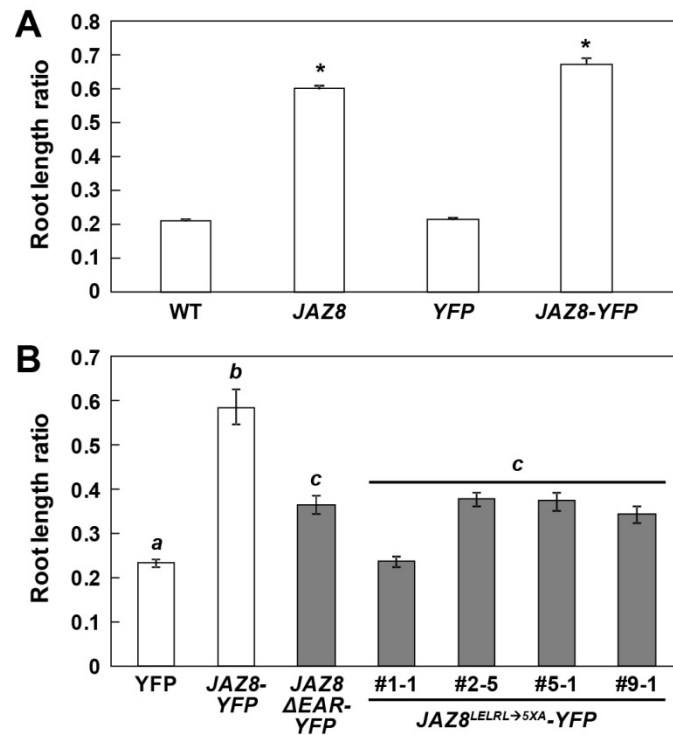 A
Root length ratio
0.8
0.7
0.6
0.5
0.4
0.3
0.2
0.1
0
* *
WT JAZ8 YFP JAZ8-YFP
B
Root length ratio
0.7
0.6
0.5
0.4
0.3
0.2
0.1
0
a b c c
YFP JAZ8-YFP JAZ8 ΔEAR-YFP #1-1 #2-5 #5-1 #9-1
JAZ8^LELRL→5XA-YFP